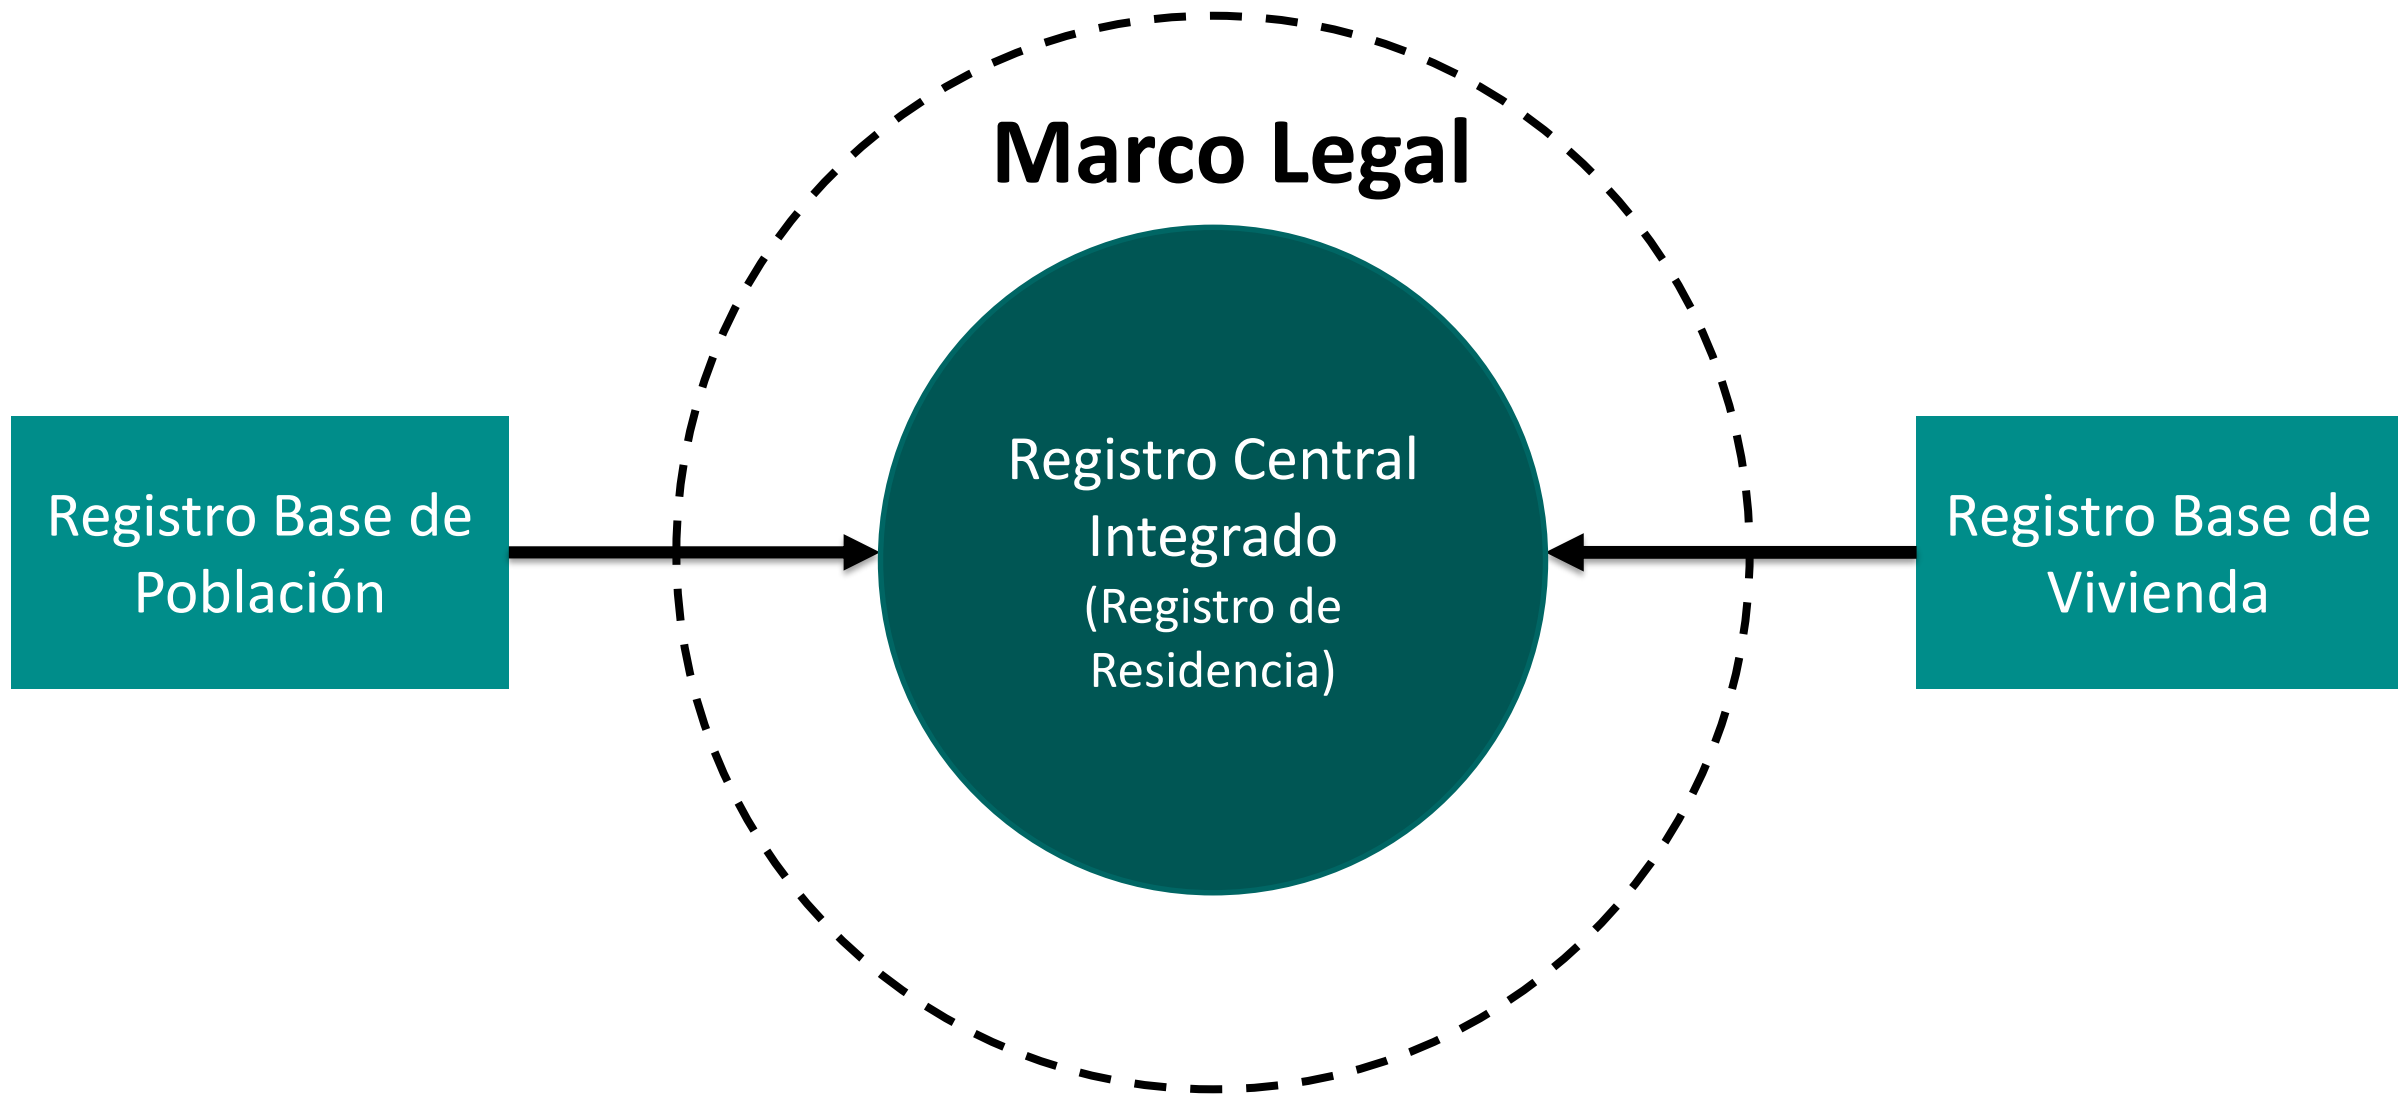 Marco Legal
Registro Base de
Población
Registro Central
Integrado
(Registro de
Residencia)
Registro Base de
Vivienda